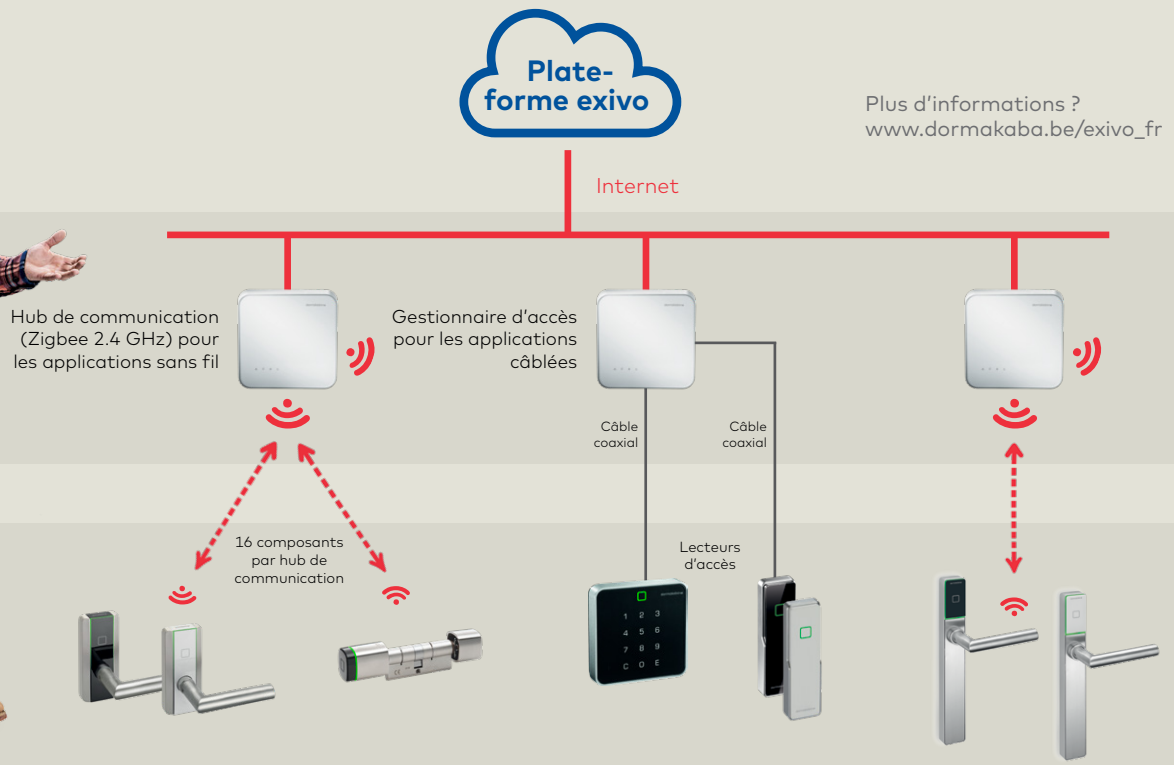 Plate-
forme exivo
Plus d'informations ?
www.dormakaba.be/exivo_fr
Internet
Hub de communication
(Zigbee 2.4 GHz) pour
les applications sans fil
Gestionnaire d'accès
pour les applications
câblées
Câble
coaxial
Câble
coaxial
16 composants
par hub de
communication
Lecteurs
d'accès
1 2 3
4 5 6
7 8 9
C 0 E